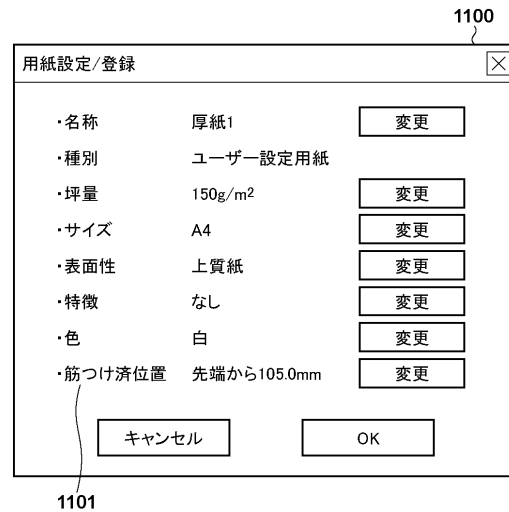 1100
用紙設定/登録
・名称 厚紙1 変更
・種別 ユーザー設定用紙
・坪量 150g/m2 変更
・サイズ A4 変更
・表面性 上質紙 変更
・特徴 なし 変更
・色 白 変更
・筋つけ済位置 先端から105.0mm 変更
キャンセル OK
1101